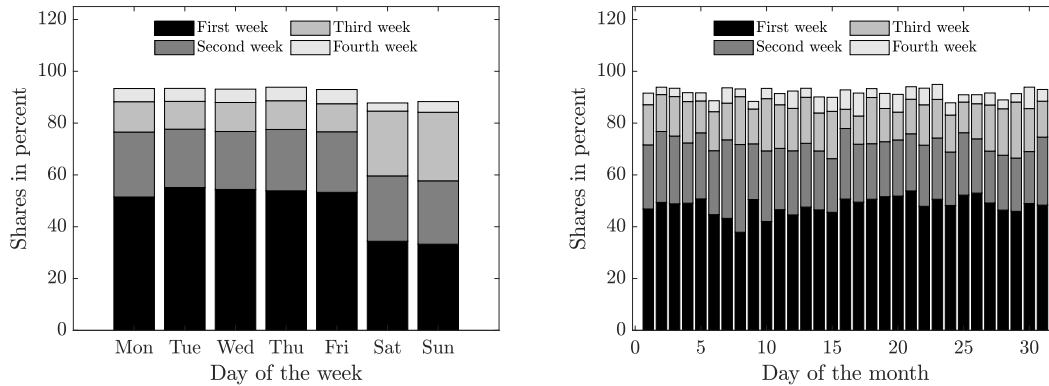 120
100
80
60
40
20
0
Shares in percent
First week
Third week
Second week
Fourth week
Mon Tue Wed Thu Fri Sat Sun
Day of the week
120
100
80
60
40
20
0
Shares in percent
First week
Third week
Second week
Fourth week
0 5 10 15 20 25 30
Day of the month